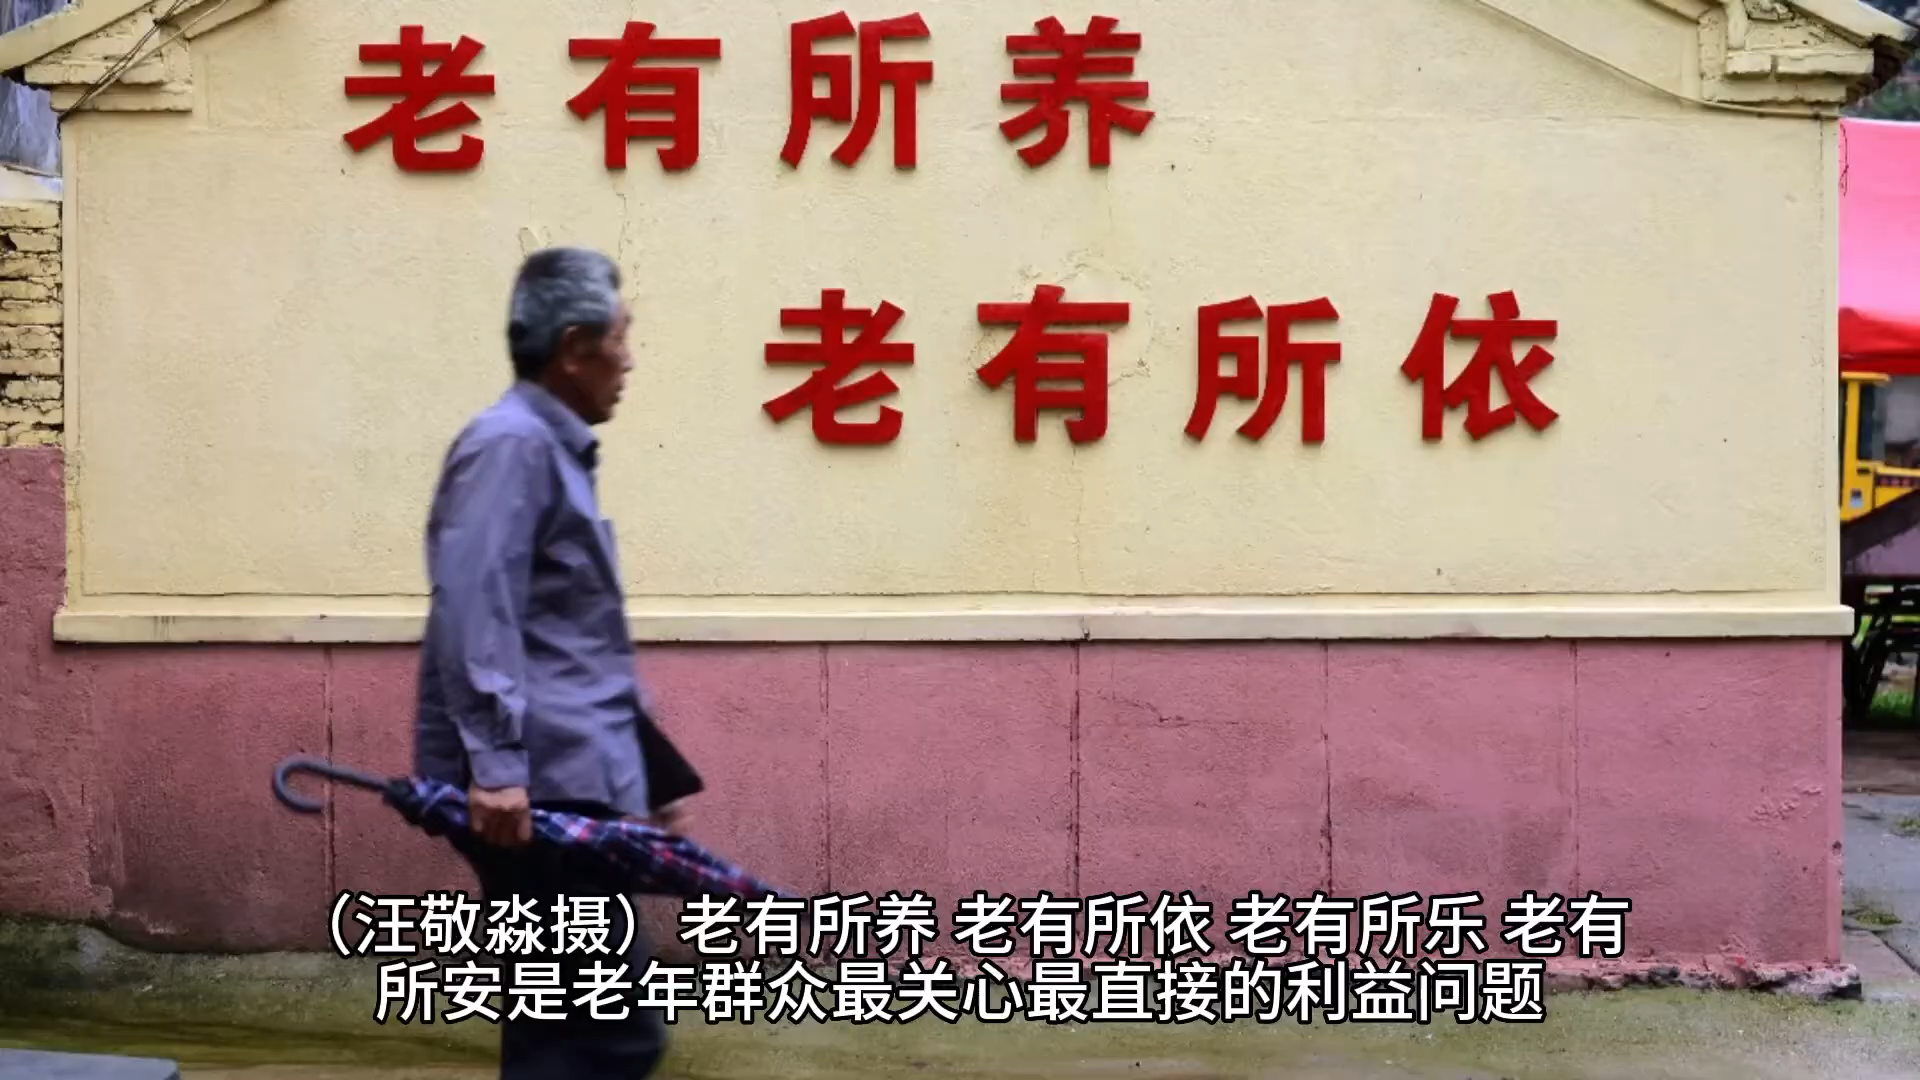 老有所养
老有所依
（汪敬淼摄）老有所养 老有所依 老有所乐 老有
所安是老年群众最关心最直接的利益问题